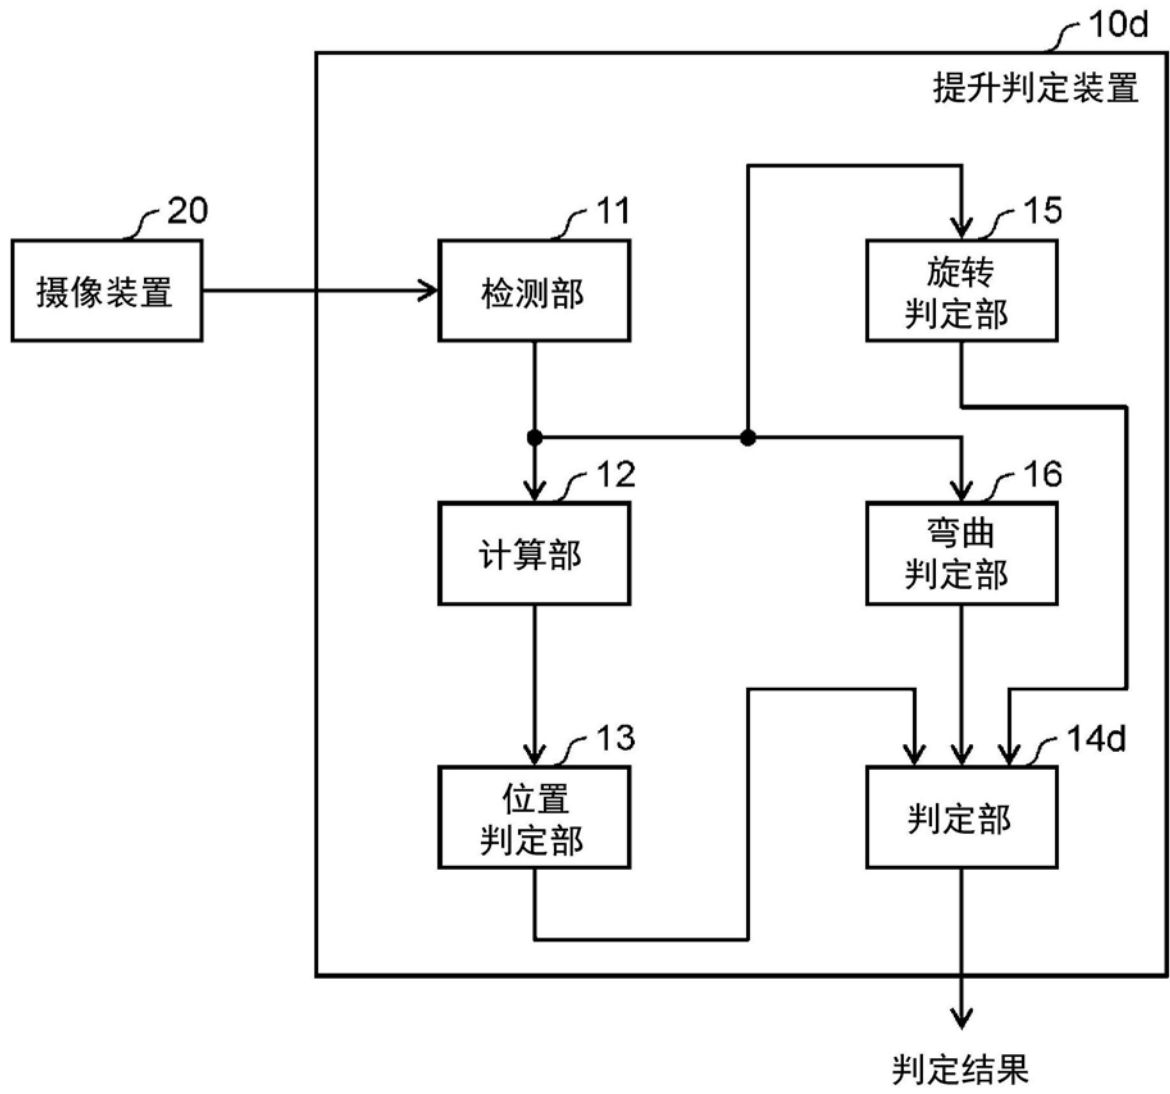 10d
提升判定装置
20
摄像装置
11
检测部
15
旋转
判定部
12
计算部
16
弯曲
判定部
13
位置
判定部
14d
判定部
判定结果